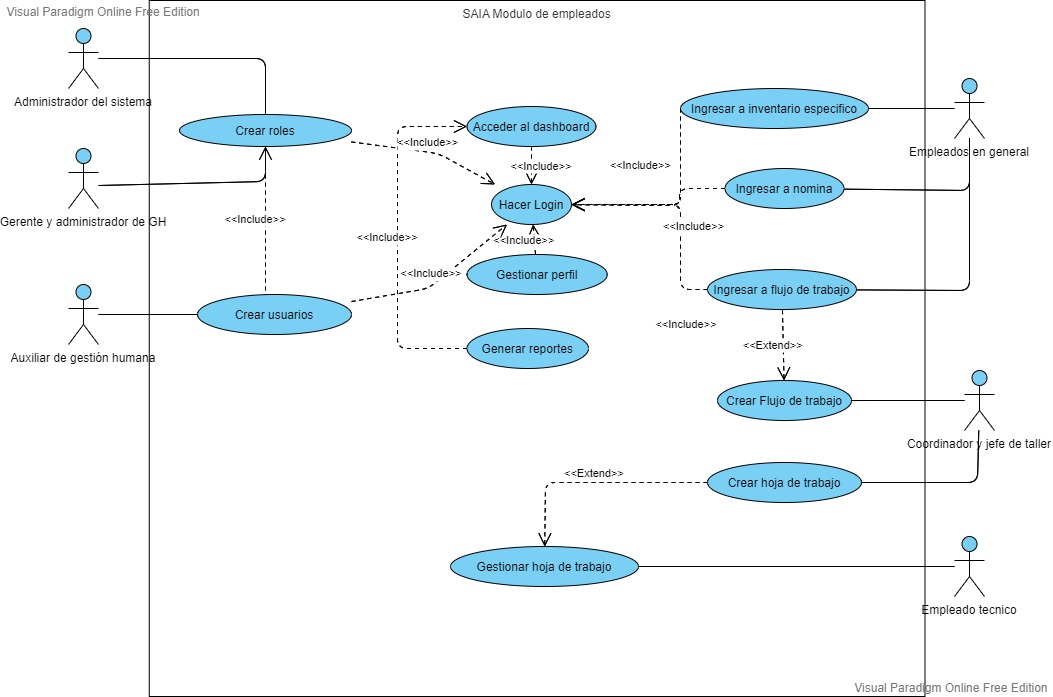 Visual Paradigm Online Free Edition
SAIA Modulo de empleados
Administrador del sistema
Crear roles
Acceder al dashboard
Ingresar a inventario especifico
<<Include>>
<<Include>>
<<Include>>
Empleados en general
Gerente y administrador de GH
<<Include>>
Hacer Login
Ingresar a nomina
<<Include>>
<<Include>>
<<Include>>
<<Include>>
Gestionar perfil
Ingresar a flujo de trabajo
Auxiliar de gestión humana
Crear usuarios
<<Include>>
Generar reportes
<<Extend>>
Crear Flujo de trabajo
Coordinador y jefe de taller
<<Extend>>
Crear hoja de trabajo
Gestionar hoja de trabajo
Empleado tecnico
Visual Paradigm Online Free Edition